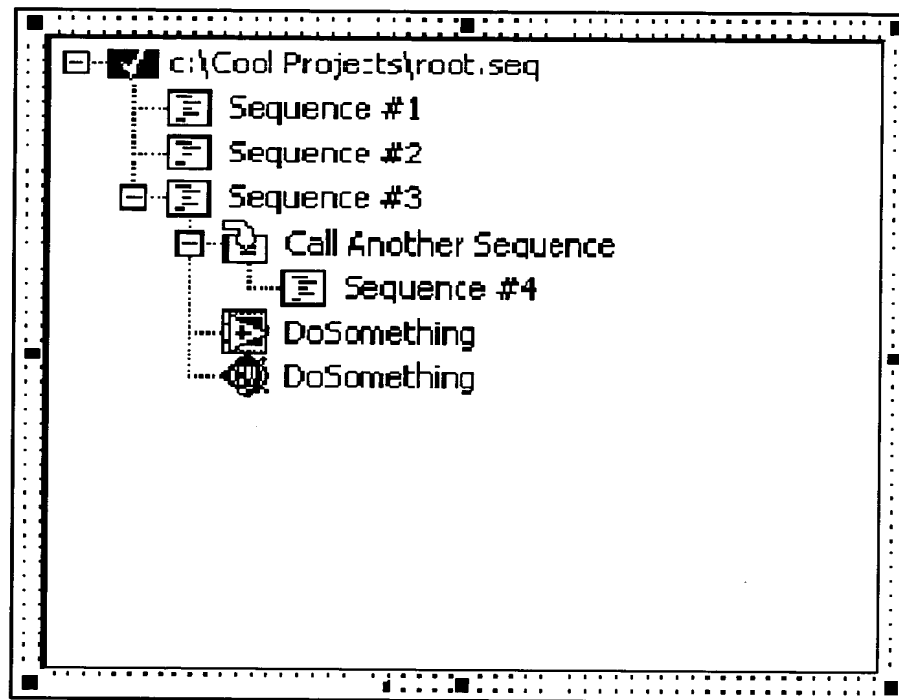 c:\Cool Projects\root.seq
Sequence #1
Sequence #2
Sequence #3
Call Another Sequence
Sequence #4
DoSomething
DoSomething